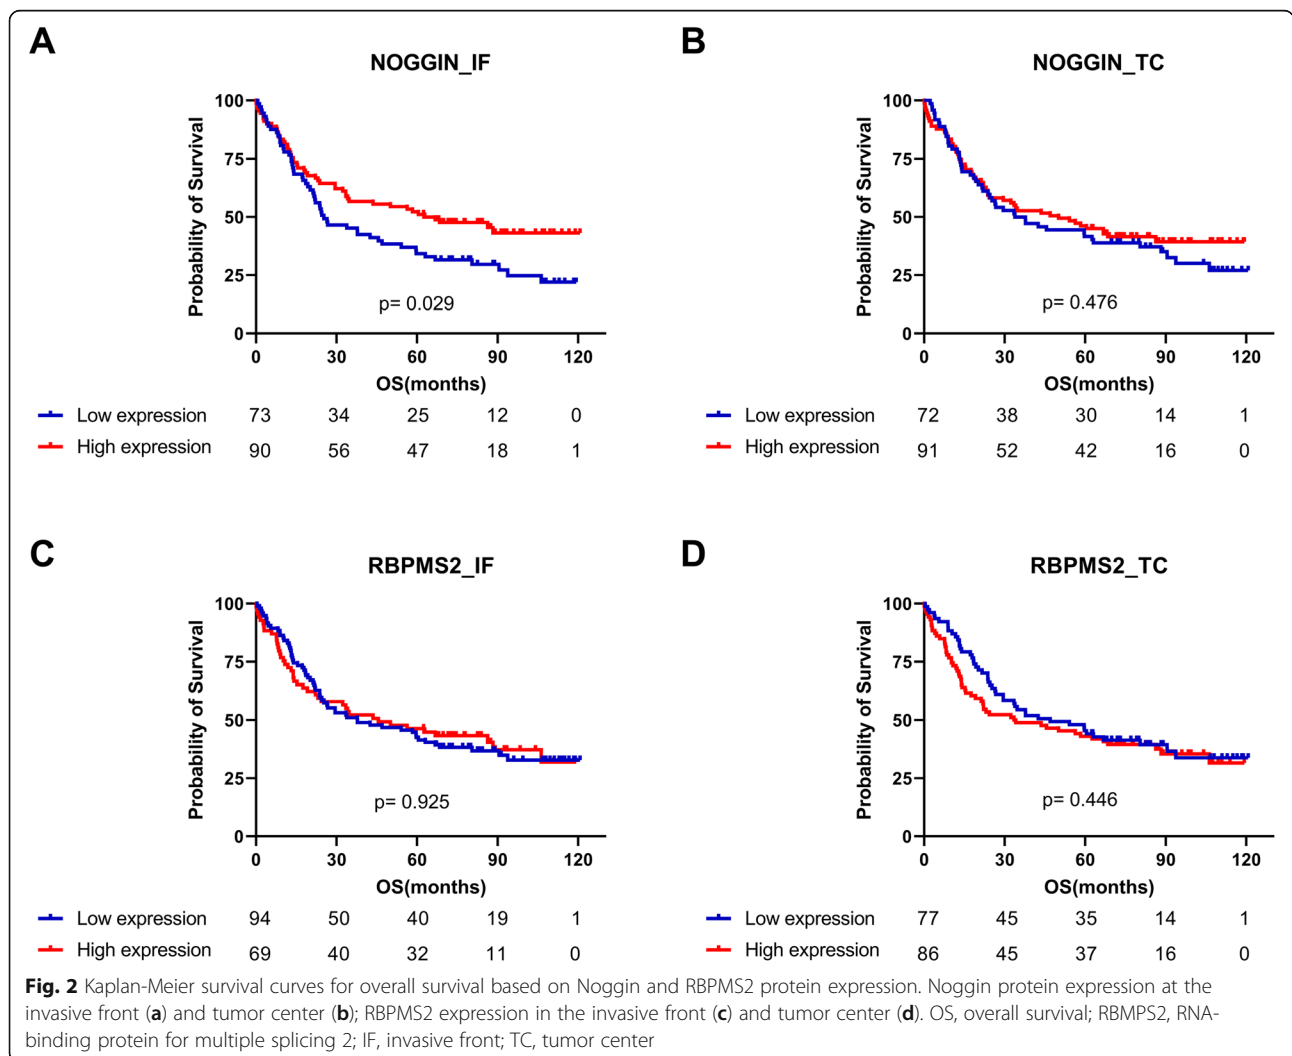 A
NOGGIN_IF
Probability of Survival
100
75
50
25
0
p= 0.029
0 30 60 90 120
OS(months)
Low expression 73 34 25 12 0
High expression 90 56 47 18 1
B
NOGGIN_TC
Probability of Survival
100
75
50
25
0
p= 0.476
0 30 60 90 120
OS(months)
Low expression 72 38 30 14 1
High expression 91 52 42 16 0
C
RBPMS2_IF
Probability of Survival
100
75
50
25
0
p= 0.925
0 30 60 90 120
OS(months)
Low expression 94 50 40 19 1
High expression 69 40 32 11 0
D
RBPMS2_TC
Probability of Survival
100
75
50
25
0
p= 0.446
0 30 60 90 120
OS(months)
Low expression 77 45 35 14 1
High expression 86 45 37 16 0
Fig. 2 Kaplan-Meier survival curves for overall survival based on Noggin and RBPMS2 protein expression. Noggin protein expression at the
invasive front (a) and tumor center (b); RBPMS2 expression in the invasive front (c) and tumor center (d). OS, overall survival; RBMPS2, RNA-
binding protein for multiple splicing 2; IF, invasive front; TC, tumor center